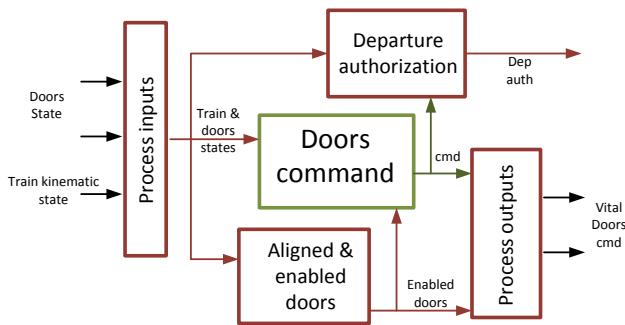 Departure
authorization
Dep
auth
Doors
State
Process inputs
Train &
doors
states
Doors
command
cmd
Train kinematic
state
Process outputs
Vital
Doors
cmd
Aligned &
enabled
doors
Enabled
doors